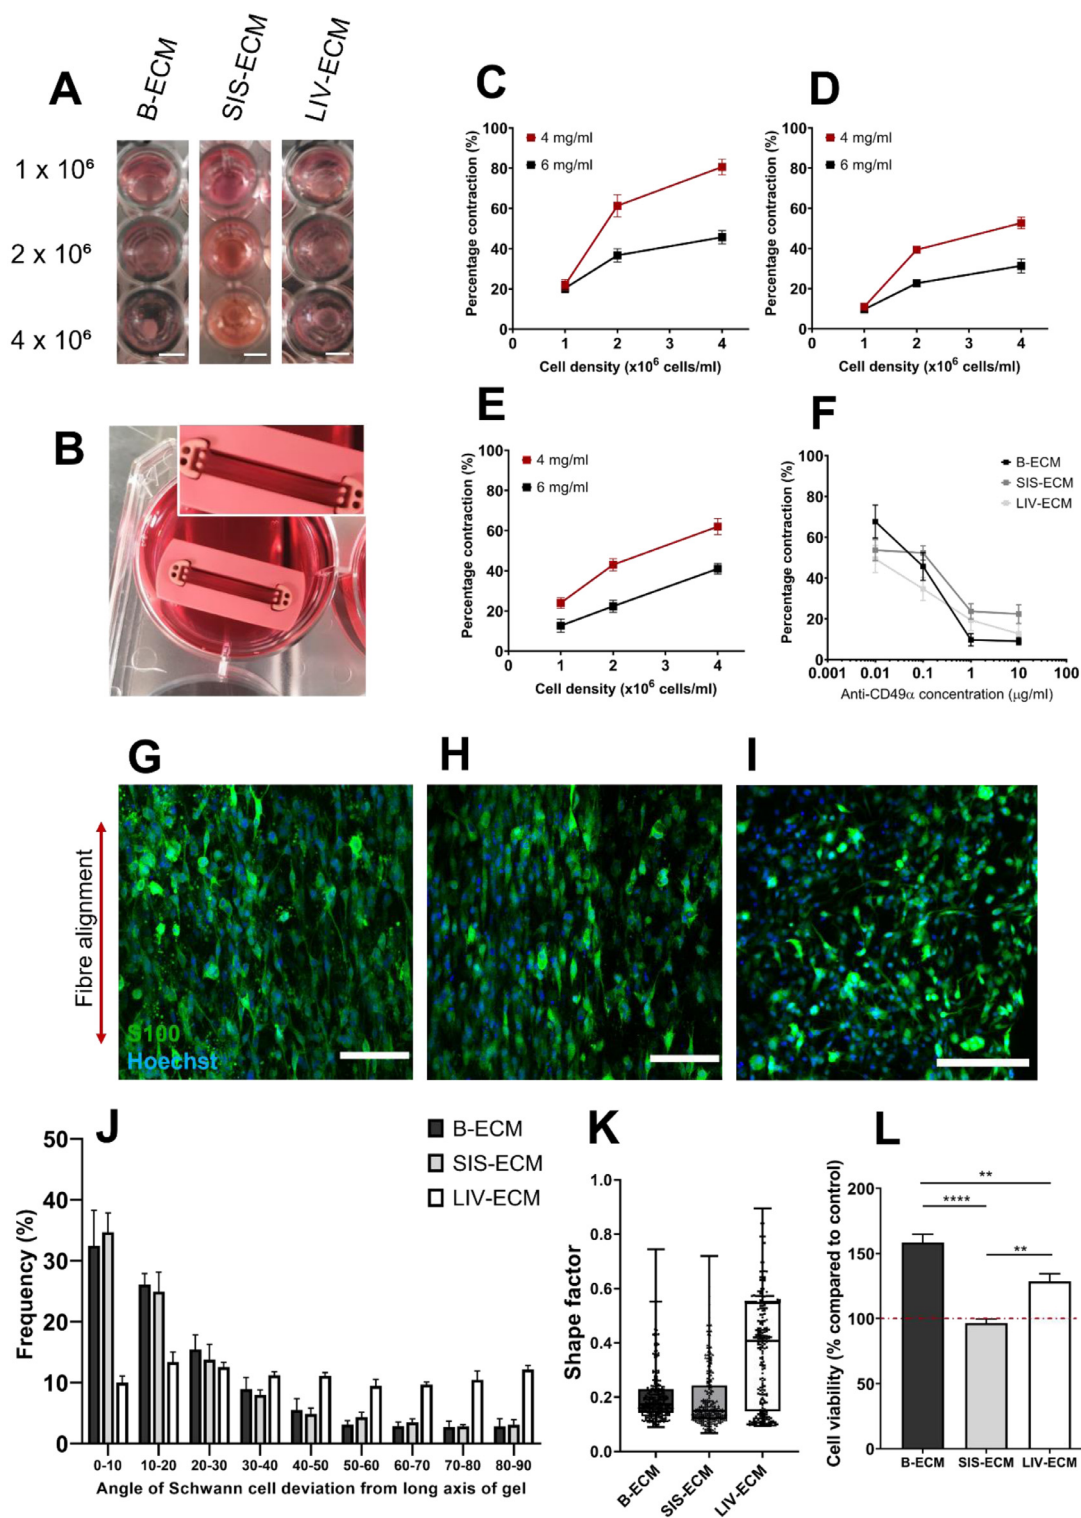 A
B-ECM
SIS-ECM
LIV-ECM
1 x 10⁶
2 x 10⁶
4 x 10⁶
B
C
100
80
60
40
20
0
Percentage contraction (%)
4 mg/ml
6 mg/ml
0 1 2 3 4
Cell density (x10⁶ cells/ml)
D
100
80
60
40
20
0
Percentage contraction (%)
4 mg/ml
6 mg/ml
0 1 2 3 4
Cell density (x10⁶ cells/ml)
E
100
80
60
40
20
0
Percentage contraction (%)
4 mg/ml
6 mg/ml
0 1 2 3 4
Cell density (x10⁶ cells/ml)
F
100
80
60
40
20
0
Percentage contraction (%)
B-ECM
SIS-ECM
LIV-ECM
0.001 0.01 0.1 1 10 100
Anti-CD49α concentration (μg/ml)
G
H
I
Fibre alignment
S100
Hoechst
J
50
40
30
20
10
0
Frequency (%)
B-ECM
SIS-ECM
LIV-ECM
0-10 10-20 20-30 30-40 40-50 50-60 60-70 70-80 80-90
Angle of Schwann cell deviation from long axis of gel
K
1.0
0.8
0.6
0.4
0.2
0.0
Shape factor
B-ECM
SIS-ECM
LIV-ECM
L
200
150
100
50
0
Cell viability (% compared to control)
**
****
**
B-ECM SIS-ECM LIV-ECM